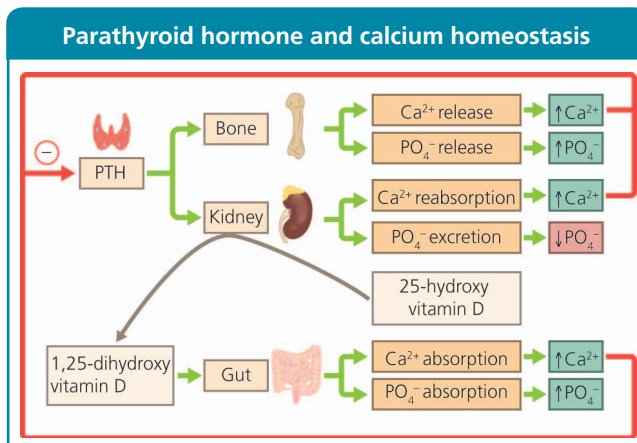 Parathyroid hormone and calcium homeostasis
Bone
Ca²⁺ release
↑Ca²⁺
PO₄⁻ release
↑PO₄⁻
−
PTH
Kidney
Ca²⁺ reabsorption
↑Ca²⁺
PO₄⁻ excretion
↓PO₄⁻
25-hydroxy
vitamin D
1,25-dihydroxy
vitamin D
Gut
Ca²⁺ absorption
↑Ca²⁺
PO₄⁻ absorption
↑PO₄⁻